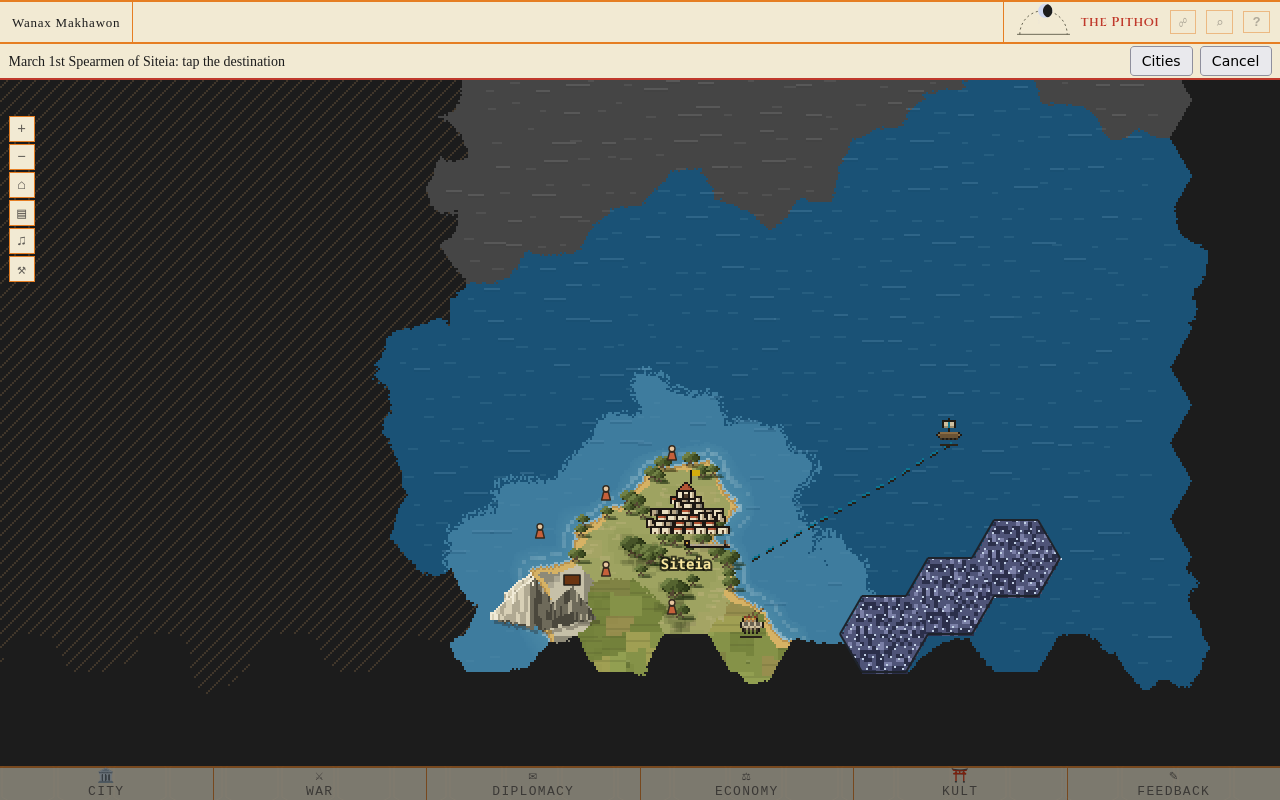 Wanax Makhawon
THE PITHOI
?
March 1st Spearmen of Siteia: tap the destination
Cities
Cancel
+
−
Siteia
CITY
WAR
DIPLOMACY
ECONOMY
KULT
FEEDBACK